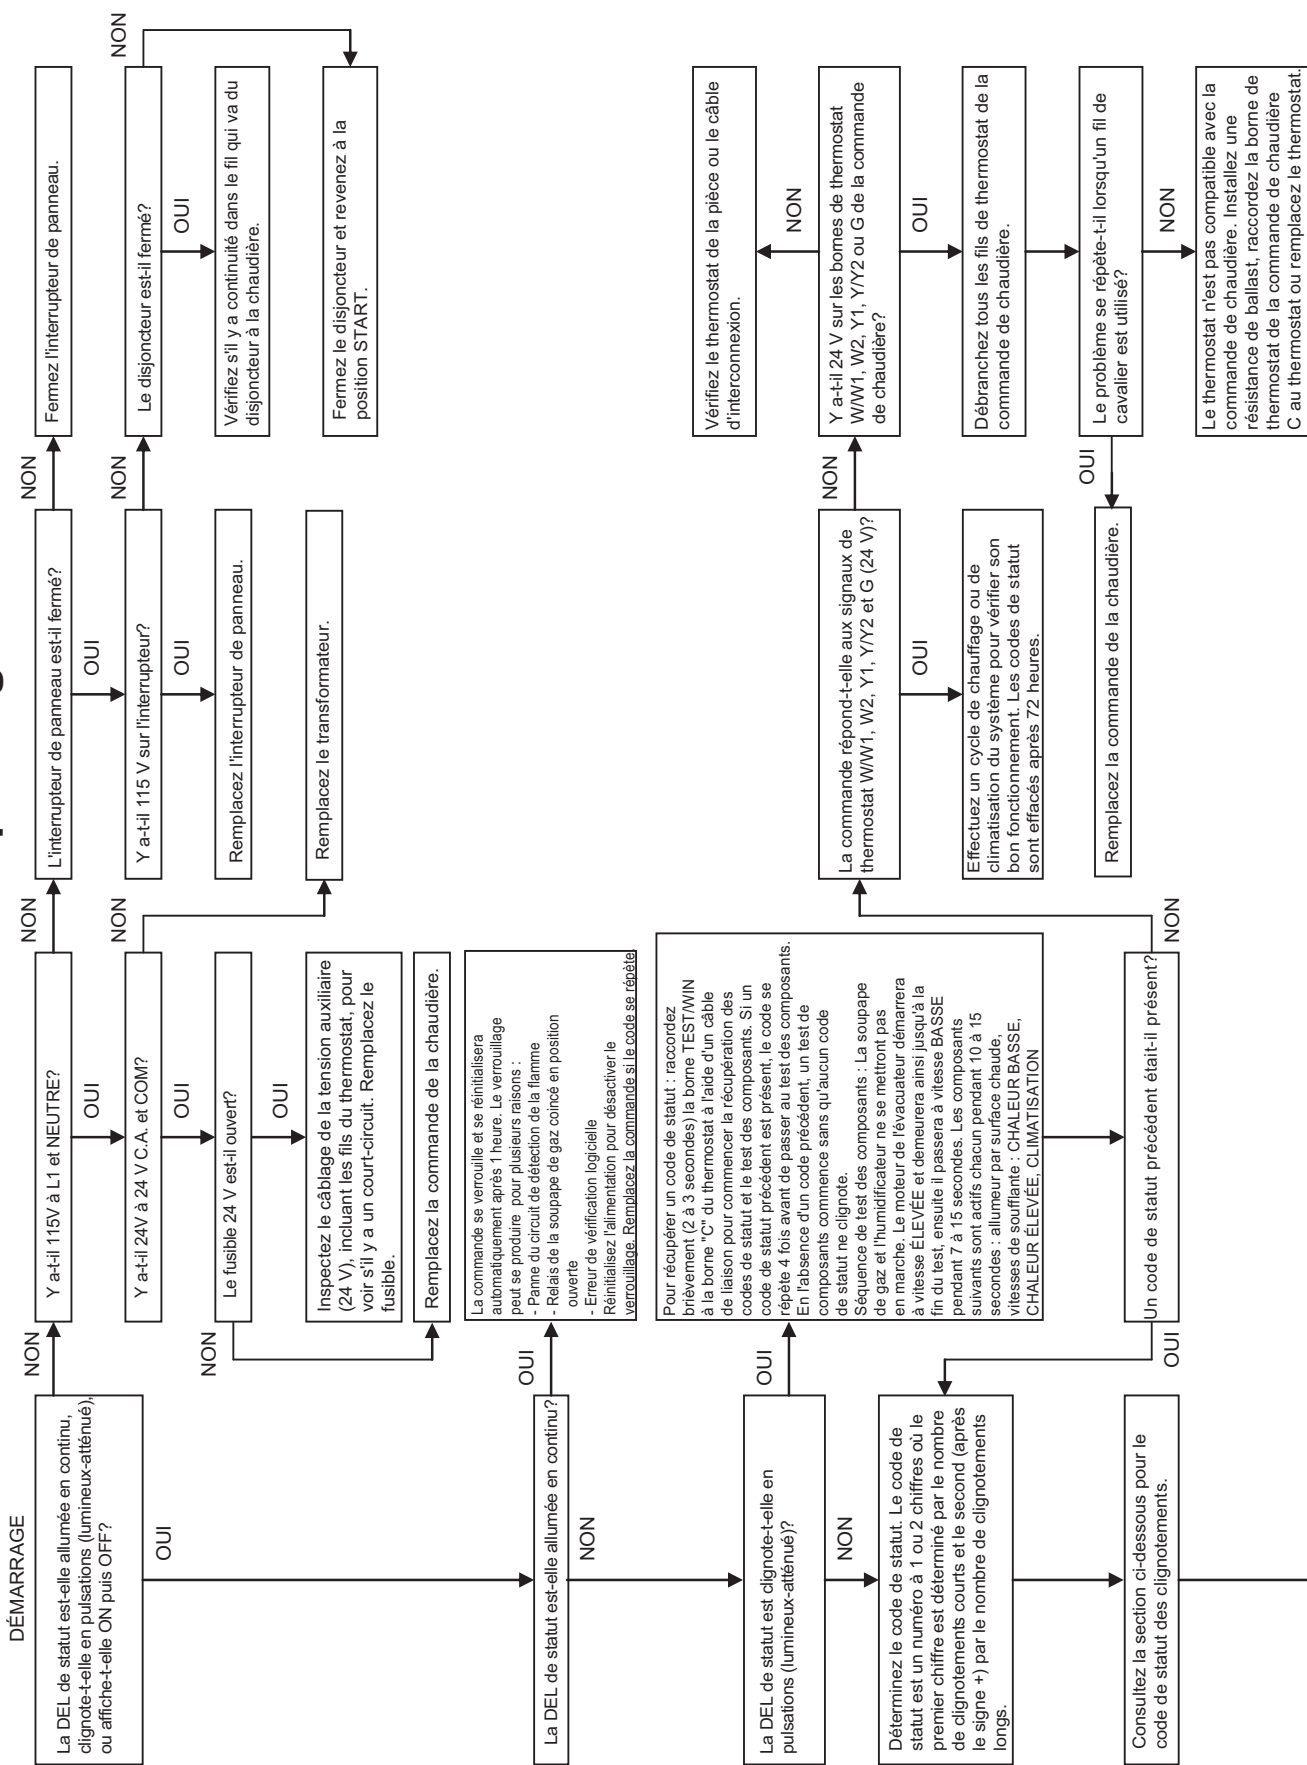 DÉMARRAGE
La DEL de statut est-elle allumée en continu,
clignote-t-elle en pulsations (lumineux-atténué),
ou affiche-t-elle ON puis OFF?
NON
OUI
Y a-t-il 115V à L1 et NEUTRE?
NON
OUI
L'interrupteur de panneau est-il fermé?
NON
OUI
Fermez l'interrupteur de panneau.
Y a-t-il 24V à 24 V C.A. et COM?
NON
OUI
Y a-t-il 115 V sur l'interrupteur?
NON
OUI
Le disjoncteur est-il fermé?
NON
OUI
Le fusible 24 V est-il ouvert?
NON
OUI
Remplacez l'interrupteur de panneau.
Vérifiez s'il y a continuité dans le fil qui va du
disjoncteur à la chaudière.
Inspectez le câblage de la tension auxiliaire
(24 V), incluant les fils du thermostat, pour
voir s'il y a un court-circuit. Remplacez le
fusible.
Remplacez le transformateur.
Fermez le disjoncteur et revenez à la
position START.
Remplacez la commande de la chaudière.
La DEL de statut est-elle allumée en continu?
OUI
NON
La commande se verrouille et se réinitialisera
automatiquement après 1 heure. Le verrouillage
peut se produire pour plusieurs raisons :
- Panne du circuit de détection de la flamme
- Relais de la soupape de gaz coincé en position
ouverte
- Erreur de vérification logicielle
Réinitialisez l'alimentation pour désactiver le
verrouillage. Remplacez la commande si le code se répète.
La DEL de statut est clignote-t-elle en
pulsations (lumineux-atténué)?
OUI
NON
Pour récupérer un code de statut : raccordez
brièvement (2 à 3 secondes) la borne TEST/WIN
à la borne "C" du thermostat à l'aide d'un câble
de liaison pour commencer la récupération des
codes de statut et le test des composants. Si un
code de statut précédent est présent, le code se
répète 4 fois avant de passer au test des composants.
En l'absence d'un code précédent, un test de
composants commence sans qu'aucun code
de statut ne clignote.
Séquence de test des composants : La soupape
de gaz et l'humidificateur ne se mettront pas
en marche. Le moteur de l'évacuateur démarrera
à vitesse ÉLEVÉE et demeurera ainsi jusqu'à la
fin du test, ensuite il passera à vitesse BASSE
pendant 7 à 15 secondes. Les composants
suivants sont actifs chacun pendant 10 à 15
secondes : allumeur par surface chaude,
vitesses de soufflante : CHALEUR BASSE,
CHALEUR ÉLEVÉE, CLIMATISATION
Déterminez le code de statut. Le code de
statut est un numéro à 1 ou 2 chiffres où le
premier chiffre est déterminé par le nombre
de clignotements courts et le second (après
le signe +) par le nombre de clignotements
longs.
Un code de statut précédent était-il présent?
OUI
NON
Consultez la section ci-dessous pour le
code de statut des clignotements.
La commande répond-t-elle aux signaux de
thermostat W/W1, W2, Y1, Y/Y2 et G (24 V)?
NON
OUI
Effectuez un cycle de chauffage ou de
climatisation du système pour vérifier son
bon fonctionnement. Les codes de statut
sont effacés après 72 heures.
Vérifiez le thermostat de la pièce ou le câble
d'interconnexion.
NON
Y a-t-il 24 V sur les bornes de thermostat
W/W1, W2, Y1, Y/Y2 ou G de la commande
de chaudière?
OUI
Débranchez tous les fils de thermostat de la
commande de chaudière.
Le problème se répète-t-il lorsqu'un fil de
cavalier est utilisé?
OUI
NON
Remplacez la commande de la chaudière.
Le thermostat n'est pas compatible avec la
commande de chaudière. Installez une
résistance de ballast, raccordez la borne de
thermostat de la commande de chaudière
C au thermostat ou remplacez le thermostat.